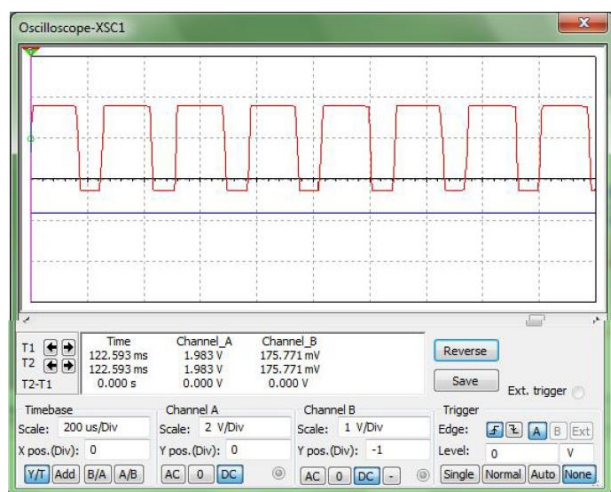 Oscilloscope-XSC1
Time Channel_A Channel_B
T1 122.593 ms 1.983 V 175.771 mV
T2 122.593 ms 1.983 V 175.771 mV
T2-T1 0.000 s 0.000 V 0.000 V
Reverse
Save
Ext. trigger
Timebase
Scale: 200 us/Div
X pos.(Div): 0
Y/T Add B/A A/B
Channel A
Scale: 2 V/Div
Y pos.(Div): 0
AC 0 DC
Channel B
Scale: 1 V/Div
Y pos.(Div): -1
AC 0 DC -
Trigger
Edge: A B Ext
Level: 0 V
Single Normal Auto None